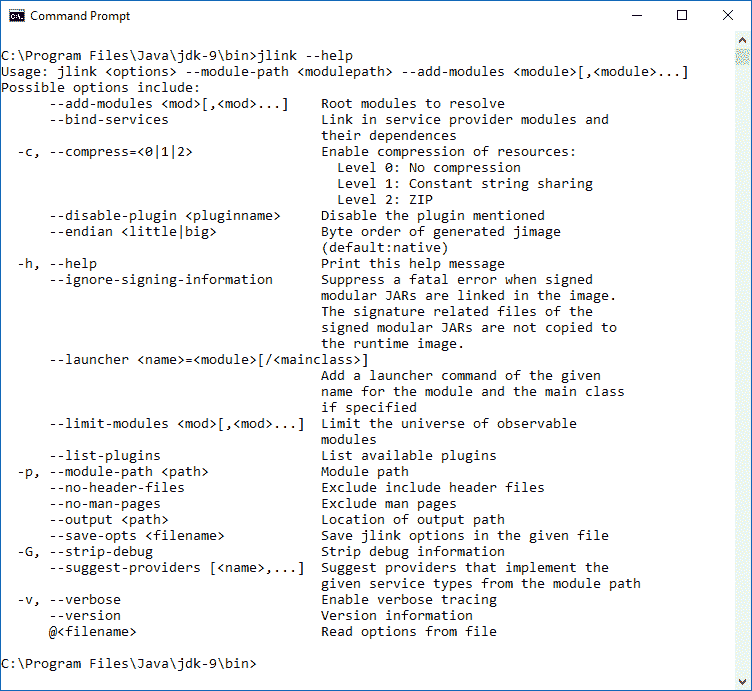 Command Prompt
C:\Program Files\Java\jdk-9\bin>jlink --help
Usage: jlink <options> --module-path <modulepath> --add-modules <module>[,<module>...]
Possible options include:
      --add-modules <mod>[,<mod>...]    Root modules to resolve
      --bind-services                   Link in service provider modules and
                                        their dependences
  -c, --compress=<0|1|2>                Enable compression of resources:
                                          Level 0: No compression
                                          Level 1: Constant string sharing
                                          Level 2: ZIP
      --disable-plugin <pluginname>     Disable the plugin mentioned
      --endian <little|big>             Byte order of generated jimage
                                        (default:native)
  -h, --help                            Print this help message
      --ignore-signing-information      Suppress a fatal error when signed
                                        modular JARs are linked in the image.
                                        The signature related files of the
                                        signed modular JARs are not copied to
                                        the runtime image.
      --launcher <name>=<module>[/<mainclass>]
                                        Add a launcher command of the given
                                        name for the module and the main class
                                        if specified
      --limit-modules <mod>[,<mod>...]  Limit the universe of observable
                                        modules
      --list-plugins                    List available plugins
  -p, --module-path <path>              Module path
      --no-header-files                 Exclude include header files
      --no-man-pages                    Exclude man pages
      --output <path>                   Location of output path
      --save-opts <filename>            Save jlink options in the given file
  -G, --strip-debug                     Strip debug information
      --suggest-providers [<name>,...]  Suggest providers that implement the
                                        given service types from the module path
  -v, --verbose                         Enable verbose tracing
      --version                         Version information
      @<filename>                       Read options from file
C:\Program Files\Java\jdk-9\bin>